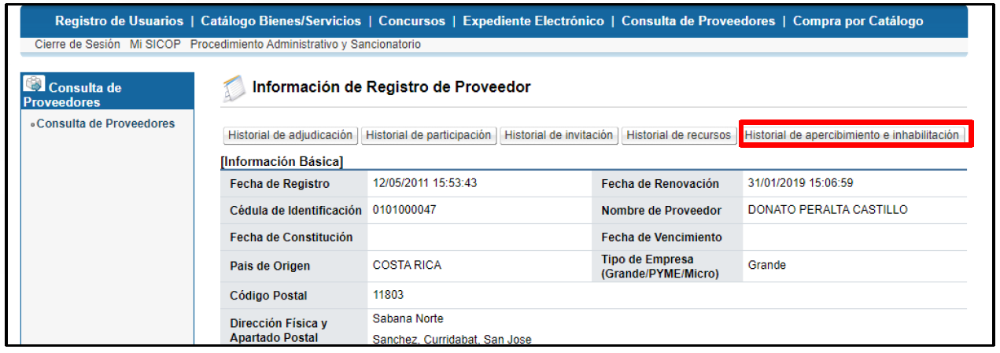 Registro de Usuarios | Catálogo Bienes/Servicios | Concursos | Expediente Electrónico | Consulta de Proveedores | Compra por Catálogo
Cierre de Sesión Mi SICOP Procedimiento Administrativo y Sancionatorio
Consulta de
Proveedores
Consulta de Proveedores
Información de Registro de Proveedor
Historial de adjudicación Historial de participación Historial de invitación Historial de recursos Historial de apercibimiento e inhabilitación
[Información Básica]
Fecha de Registro 12/05/2011 15:53:43 Fecha de Renovación 31/01/2019 15:06:59
Cédula de Identificación 0101000047 Nombre de Proveedor DONATO PERALTA CASTILLO
Fecha de Constitución Fecha de Vencimiento
Pais de Origen COSTA RICA Tipo de Empresa
(Grande/PYME/Micro) Grande
Código Postal 11803
Dirección Física y
Apartado Postal
Sabana Norte
Sanchez, Curridabat, San Jose